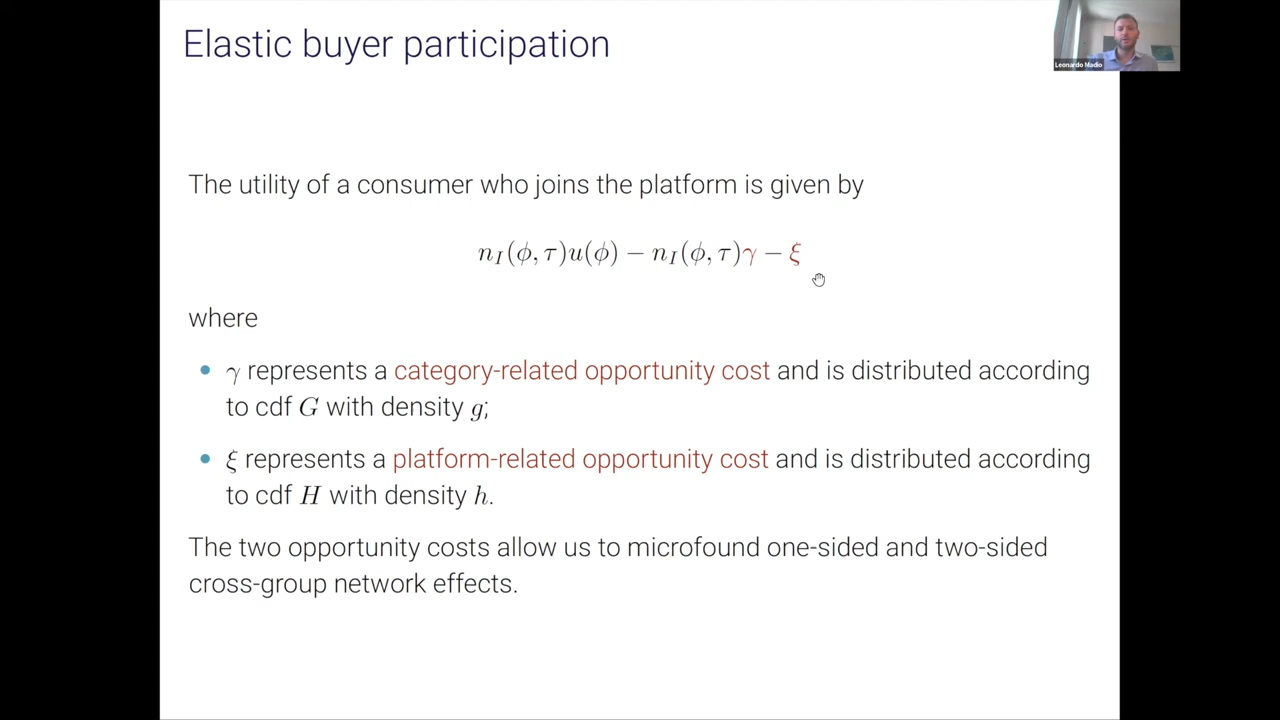 Elastic buyer participation
Leonardo Madio
The utility of a consumer who joins the platform is given by
n_I(ϕ, τ)u(ϕ) − n_I(ϕ, τ)γ − ξ
where
• γ represents a category-related opportunity cost and is distributed according
to cdf G with density g;
• ξ represents a platform-related opportunity cost and is distributed according
to cdf H with density h.
The two opportunity costs allow us to microfound one-sided and two-sided
cross-group network effects.